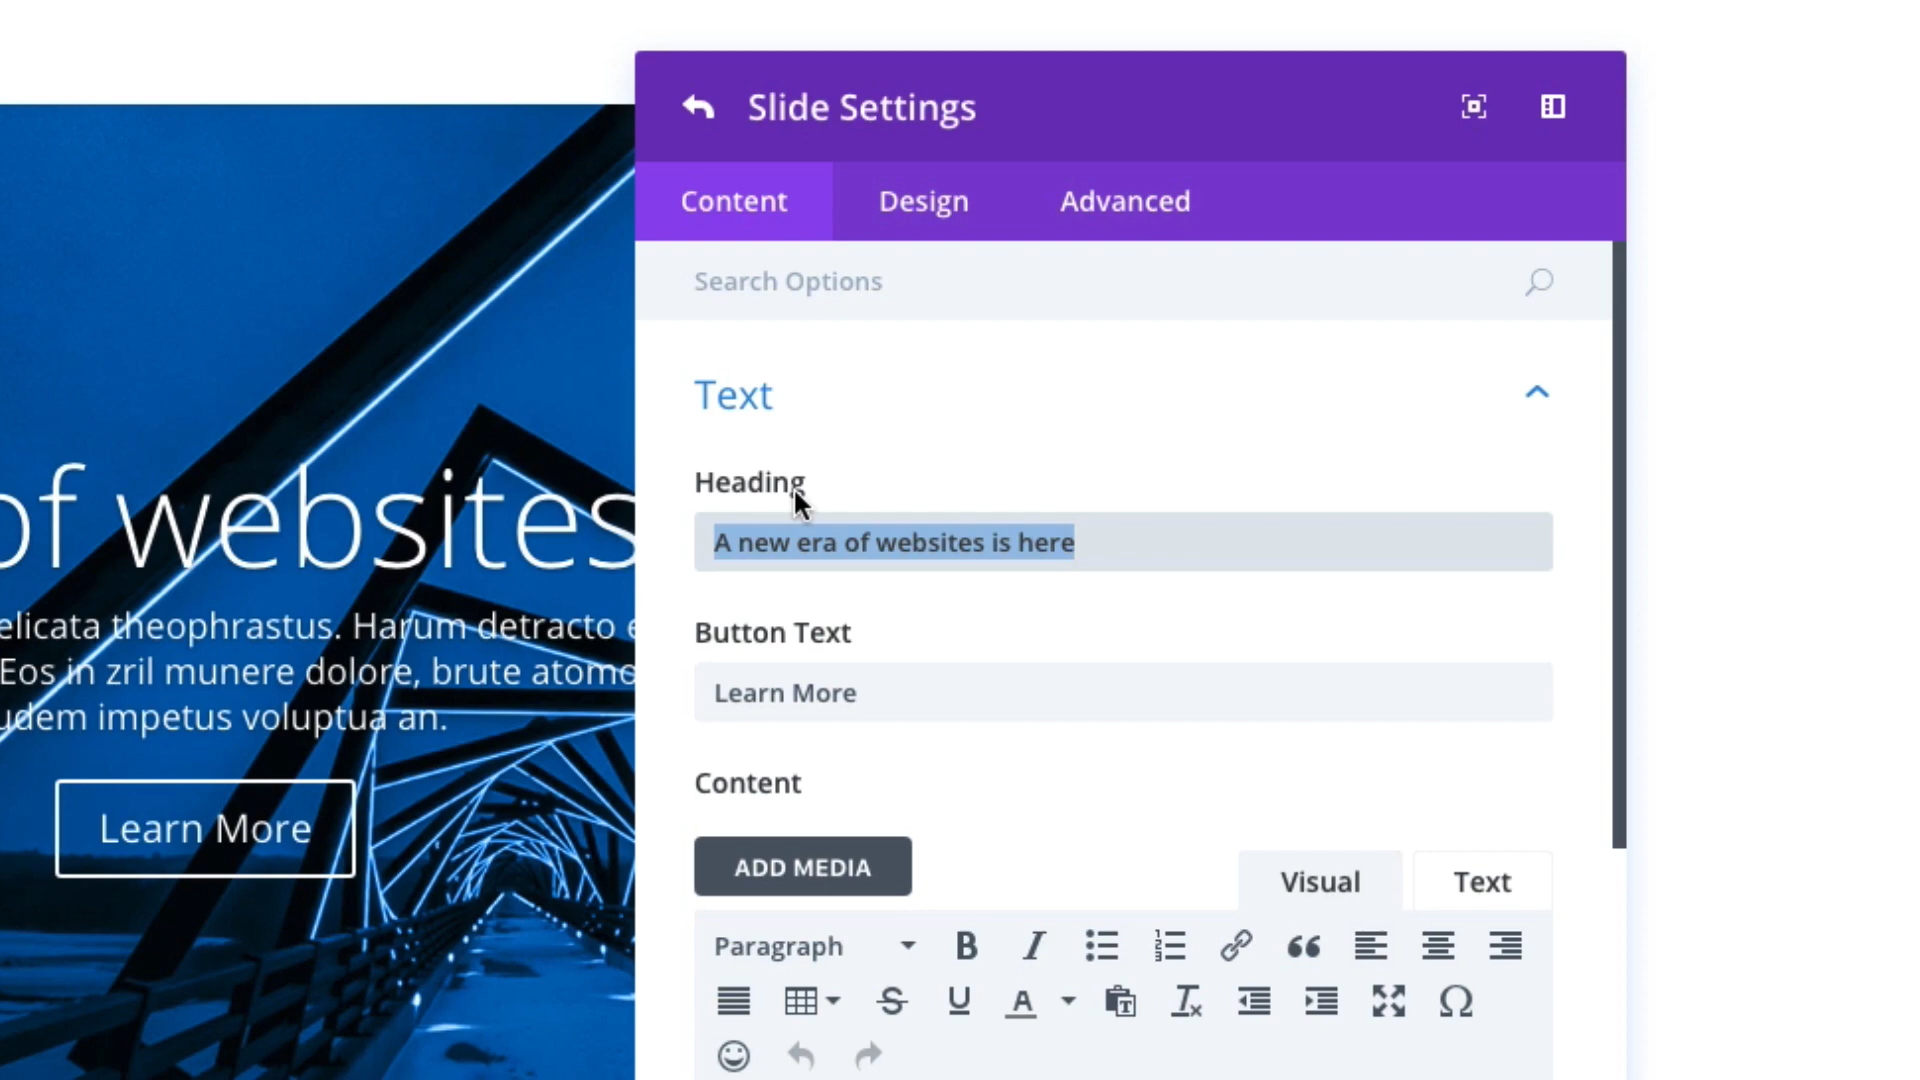 Slide Settings
Content Design Advanced
Search Options
Text
Heading
A new era of websites is here
Button Text
Learn More
Content
ADD MEDIA
Visual Text
Paragraph
of websites
elicata theophrastus. Harum detracto
Eos in zril munere dolore, brute atomo
udem impetus voluptua an.
Learn More